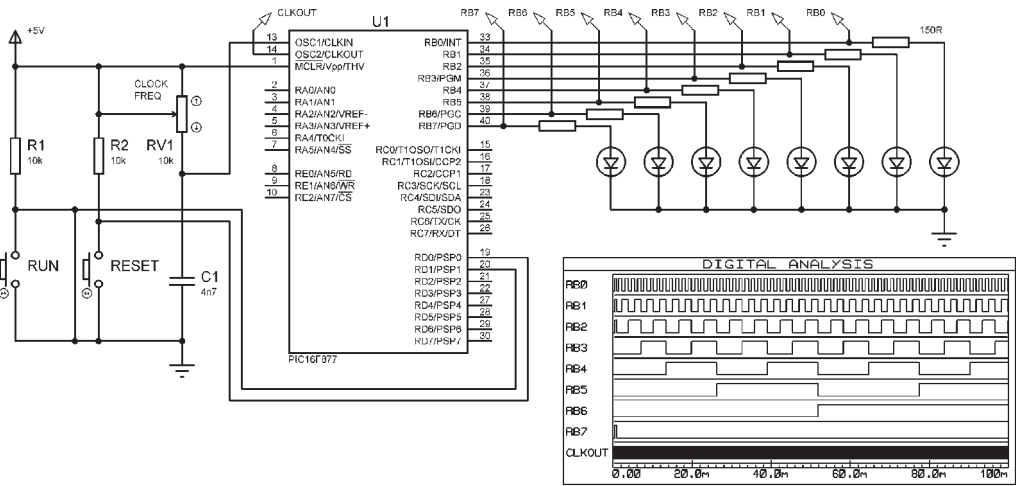 CLKOUT
RB7 RB6 RB5 RB4 RB3 RB2 RB1 RB0
+5V
U1
150R
13 OSC1/CLKIN
14 OSC2/CLKOUT
1 MCLR/Vpp/THV
2 RA0/AN0
3 RA1/AN1
4 RA2/AN2/VREF-
5 RA3/AN3/VREF+
6 RA4/T0CKI
7 RA5/AN4/SS
8 RE0/AN5/RD
9 RE1/AN6/WR
10 RE2/AN7/CS
RB0/INT 33
RB1 34
RB2 35
RB3/PGM 36
RB4 37
RB5 38
RB6/PGC 39
RB7/PGD 40
RC0/T1OSO/T1CKI 15
RC1/T1OSI/CCP2 16
RC2/CCP1 17
RC3/SCK/SCL 18
RC4/SDI/SDA 23
RC5/SDO 24
RC6/TX/CK 25
RC7/RX/DT 26
RD0/PSP0 19
RD1/PSP1 20
RD2/PSP2 21
RD3/PSP3 22
RD4/PSP4 27
RD5/PSP5 28
RD6/PSP6 29
RD7/PSP7 30
PIC16F877
CLOCK
FREQ
R1
10k
R2
10k
RV1
10k
RUN
RESET
C1
4n7
DIGITAL ANALYSIS
RB0
RB1
RB2
RB3
RB4
RB5
RB6
RB7
CLKOUT
0.00 20.0m 40.0m 60.0m 80.0m 100m